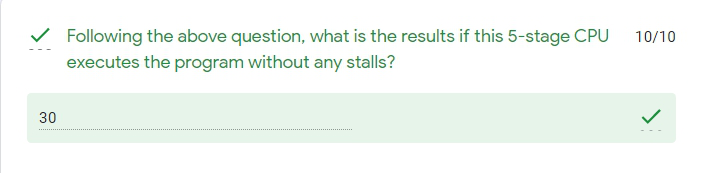 Following the above question, what is the results if this 5-stage CPU 10/10
executes the program without any stalls?
30